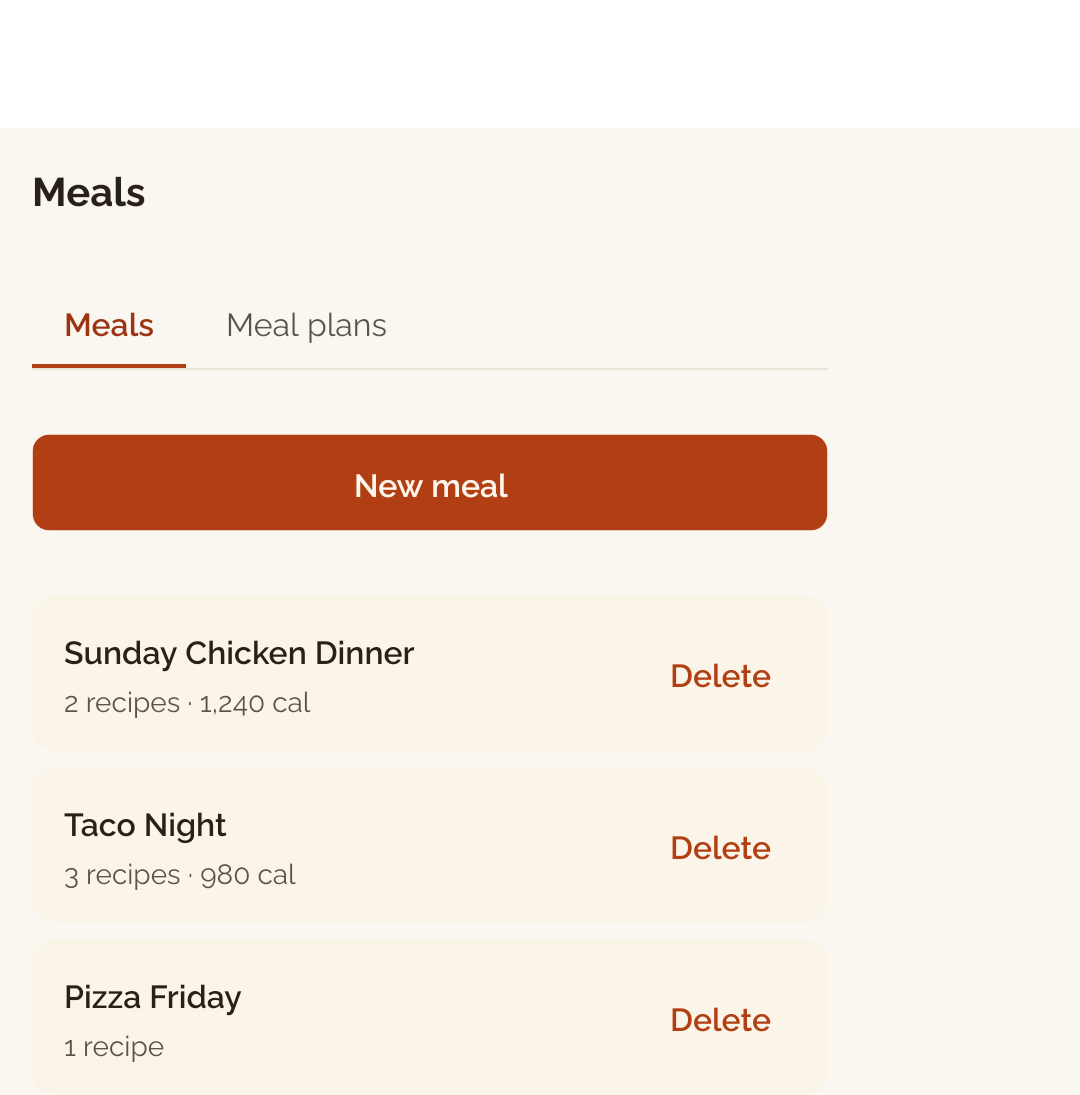 Meals
Meals Meal plans
New meal
Sunday Chicken Dinner
2 recipes · 1,240 cal
Delete
Taco Night
3 recipes · 980 cal
Delete
Pizza Friday
1 recipe
Delete